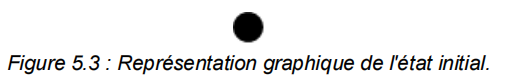 Figure 5.3 : Représentation graphique de l'état initial.